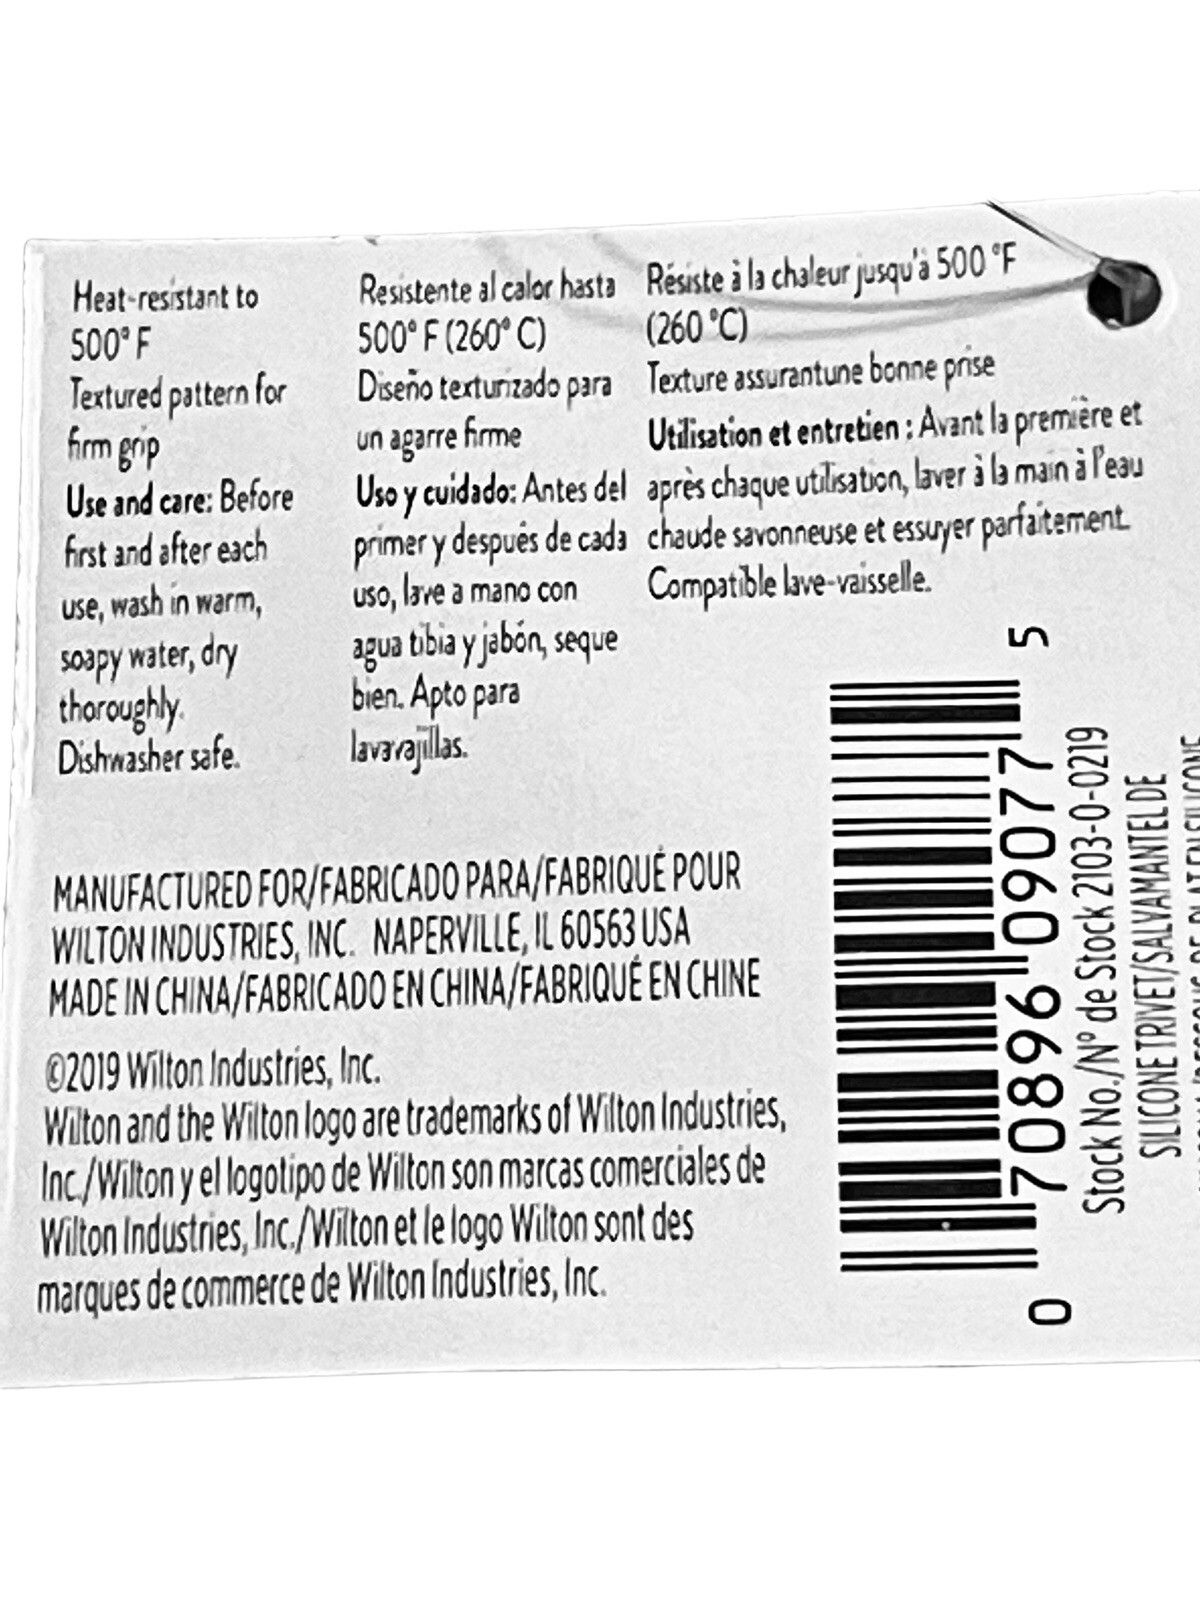 Heat-resistant to
500° F
Textured pattern for
firm grip
Use and care: Before
first and after each
use, wash in warm,
soapy water, dry
thoroughly.
Dishwasher safe.
Resistente al calor hasta
500° F (260° C)
Diseño texturizado para
un agarre firme
Uso y cuidado: Antes del
primer y después de cada
uso, lave a mano con
agua tibia y jabón, seque
bien. Apto para
lavavajillas.
Résiste à la chaleur jusqu'à 500 °F
(260 °C)
Texture assurantune bonne prise
Utilisation et entretien : Avant la première et
après chaque utilisation, laver à la main à l'eau
chaude savonneuse et essuyer parfaitement.
Compatible lave-vaisselle.
MANUFACTURED FOR/FABRICADO PARA/FABRIQUÉ POUR
WILTON INDUSTRIES, INC. NAPERVILLE, IL 60563 USA
MADE IN CHINA/FABRICADO EN CHINA/FABRIQUÉ EN CHINE
©2019 Wilton Industries, Inc.
Wilton and the Wilton logo are trademarks of Wilton Industries,
Inc./Wilton y el logotipo de Wilton son marcas comerciales de
Wilton Industries, Inc./Wilton et le logo Wilton sont des
marques de commerce de Wilton Industries, Inc.
0 70896 09077 5
Stock No./N° de Stock 2103-0-0219
SILICONE TRIVET/SALVAMANTEL DE